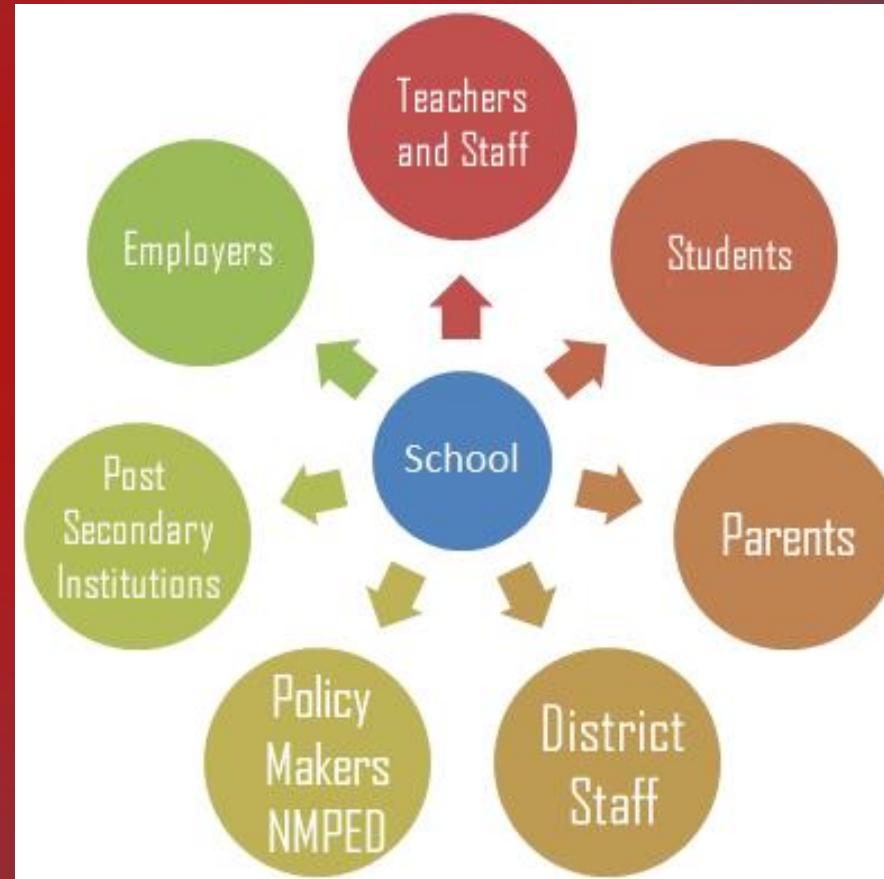 Teachers
and Staff
Employers
Students
School
Post
Secondary
Institutions
Parents
Policy
Makers
NMPED
District
Staff